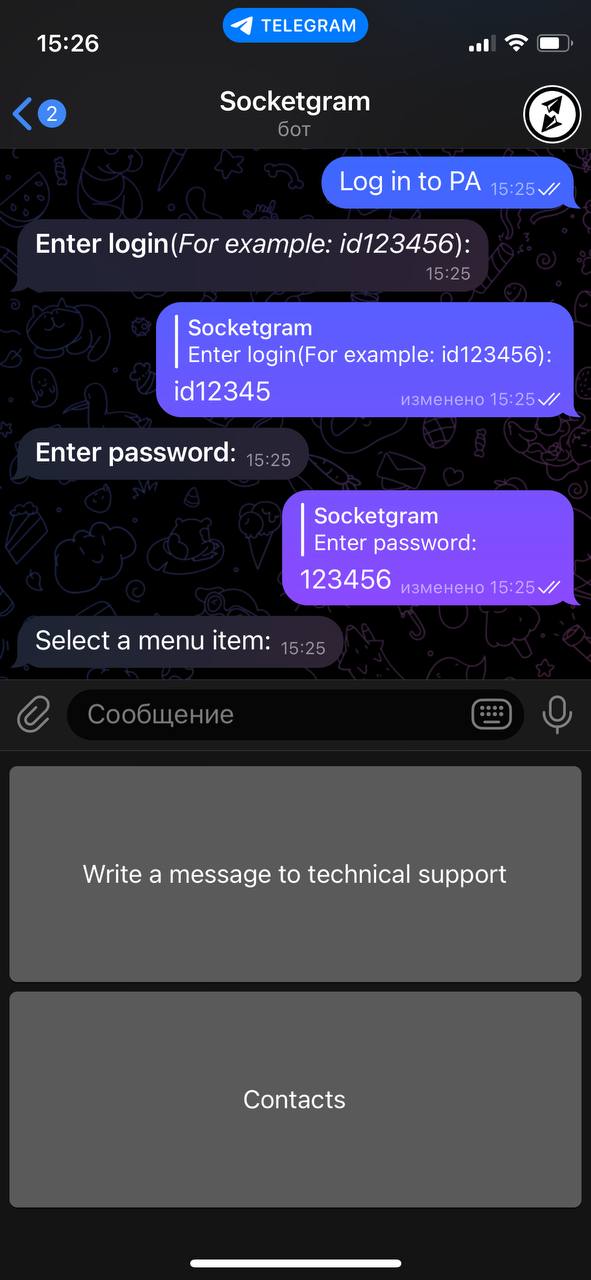 15:26
TELEGRAM
2
Socketgram
бот
Log in to PA 15:25
Enter login(For example: id123456):
15:25
Socketgram
Enter login(For example: id123456):
id12345 изменено 15:25
Enter password: 15:25
Socketgram
Enter password:
123456 изменено 15:25
Select a menu item: 15:25
Сообщение
Write a message to technical support
Contacts